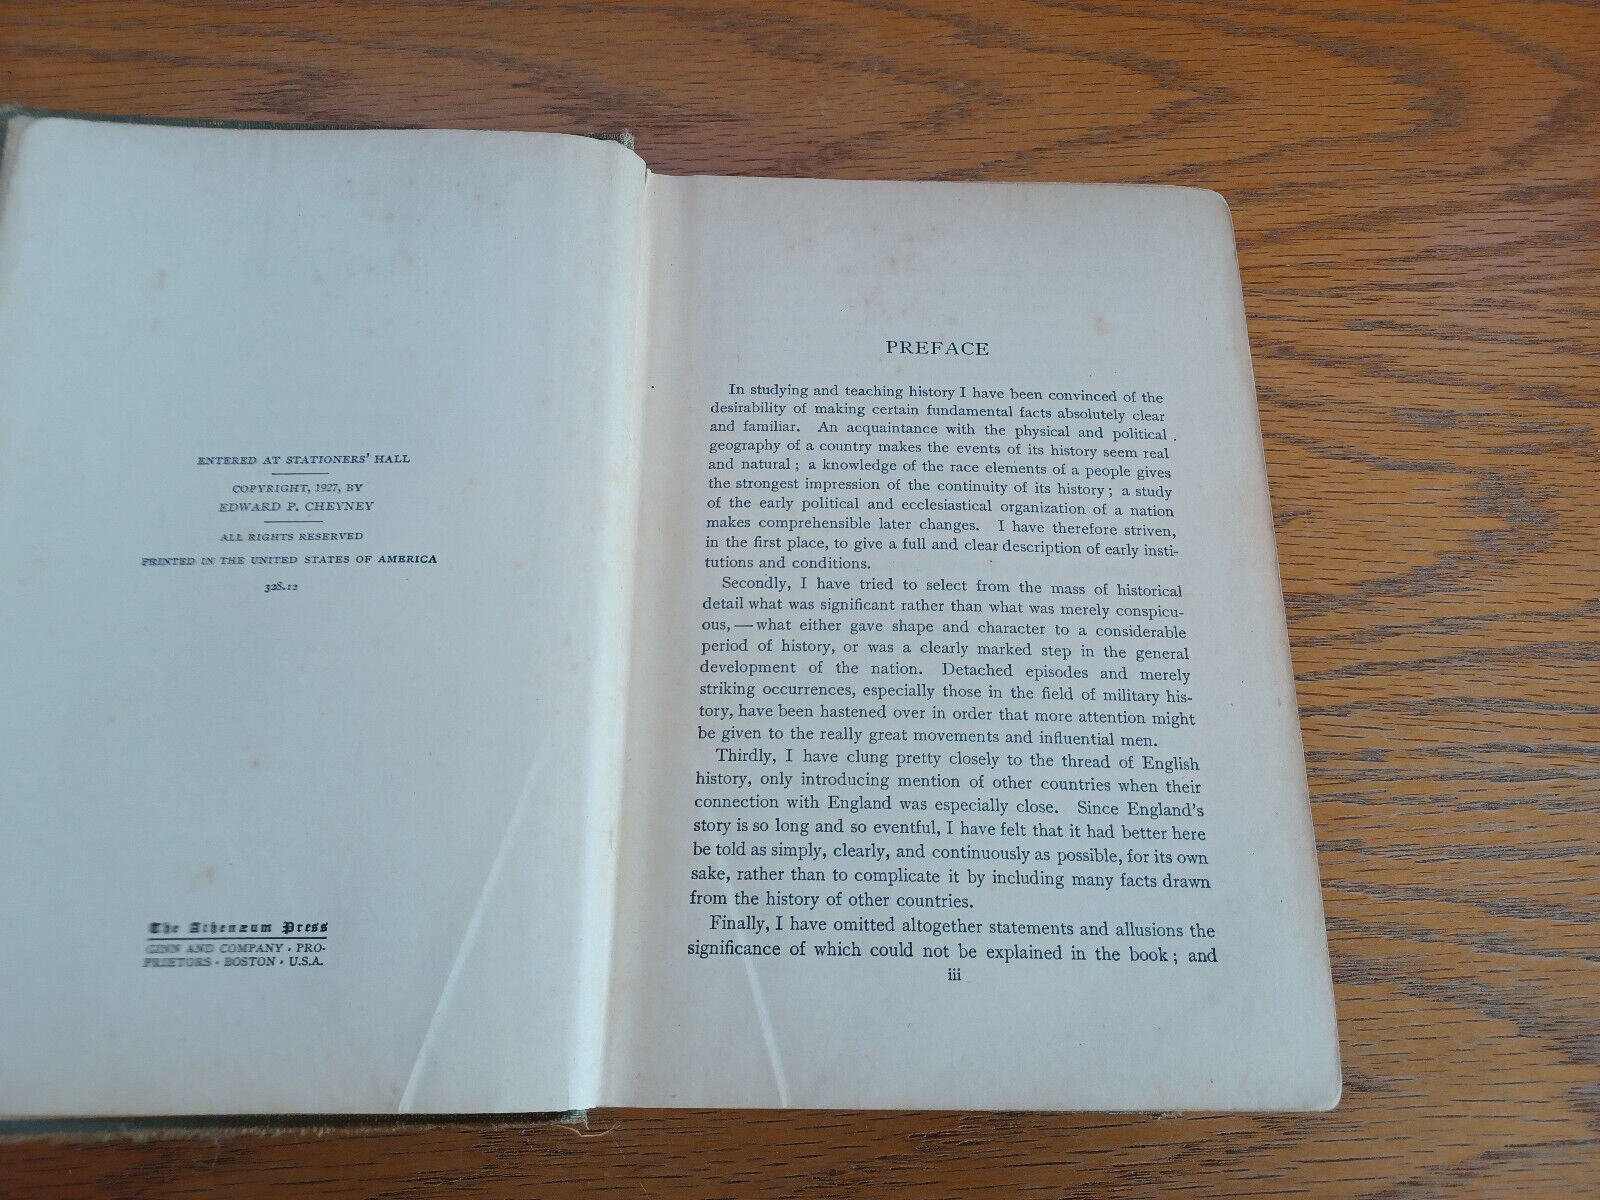 ENTERED AT STATIONERS' HALL
COPYRIGHT, 1927, BY
EDWARD P. CHEYNEY
ALL RIGHTS RESERVED
PRINTED IN THE UNITED STATES OF AMERICA
328.12
The Athenæum Press
GINN AND COMPANY · PRO-
PRIETORS · BOSTON · U.S.A.
PREFACE
In studying and teaching history I have been convinced of the
desirability of making certain fundamental facts absolutely clear
and familiar. An acquaintance with the physical and political
geography of a country makes the events of its history seem real
and natural; a knowledge of the race elements of a people gives
the strongest impression of the continuity of its history; a study
of the early political and ecclesiastical organization of a nation
makes comprehensible later changes. I have therefore striven,
in the first place, to give a full and clear description of early insti-
tutions and conditions.
Secondly, I have tried to select from the mass of historical
detail what was significant rather than what was merely conspicu-
ous, — what either gave shape and character to a considerable
period of history, or was a clearly marked step in the general
development of the nation. Detached episodes and merely
striking occurrences, especially those in the field of military his-
tory, have been hastened over in order that more attention might
be given to the really great movements and influential men.
Thirdly, I have clung pretty closely to the thread of English
history, only introducing mention of other countries when their
connection with England was especially close. Since England's
story is so long and so eventful, I have felt that it had better here
be told as simply, clearly, and continuously as possible, for its own
sake, rather than to complicate it by including many facts drawn
from the history of other countries.
Finally, I have omitted altogether statements and allusions the
significance of which could not be explained in the book; and
iii